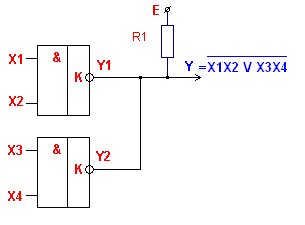 E
R1
X1
&
Y1
K
X2
Y = X1X2 V X3X4
X3
&
Y2
K
X4